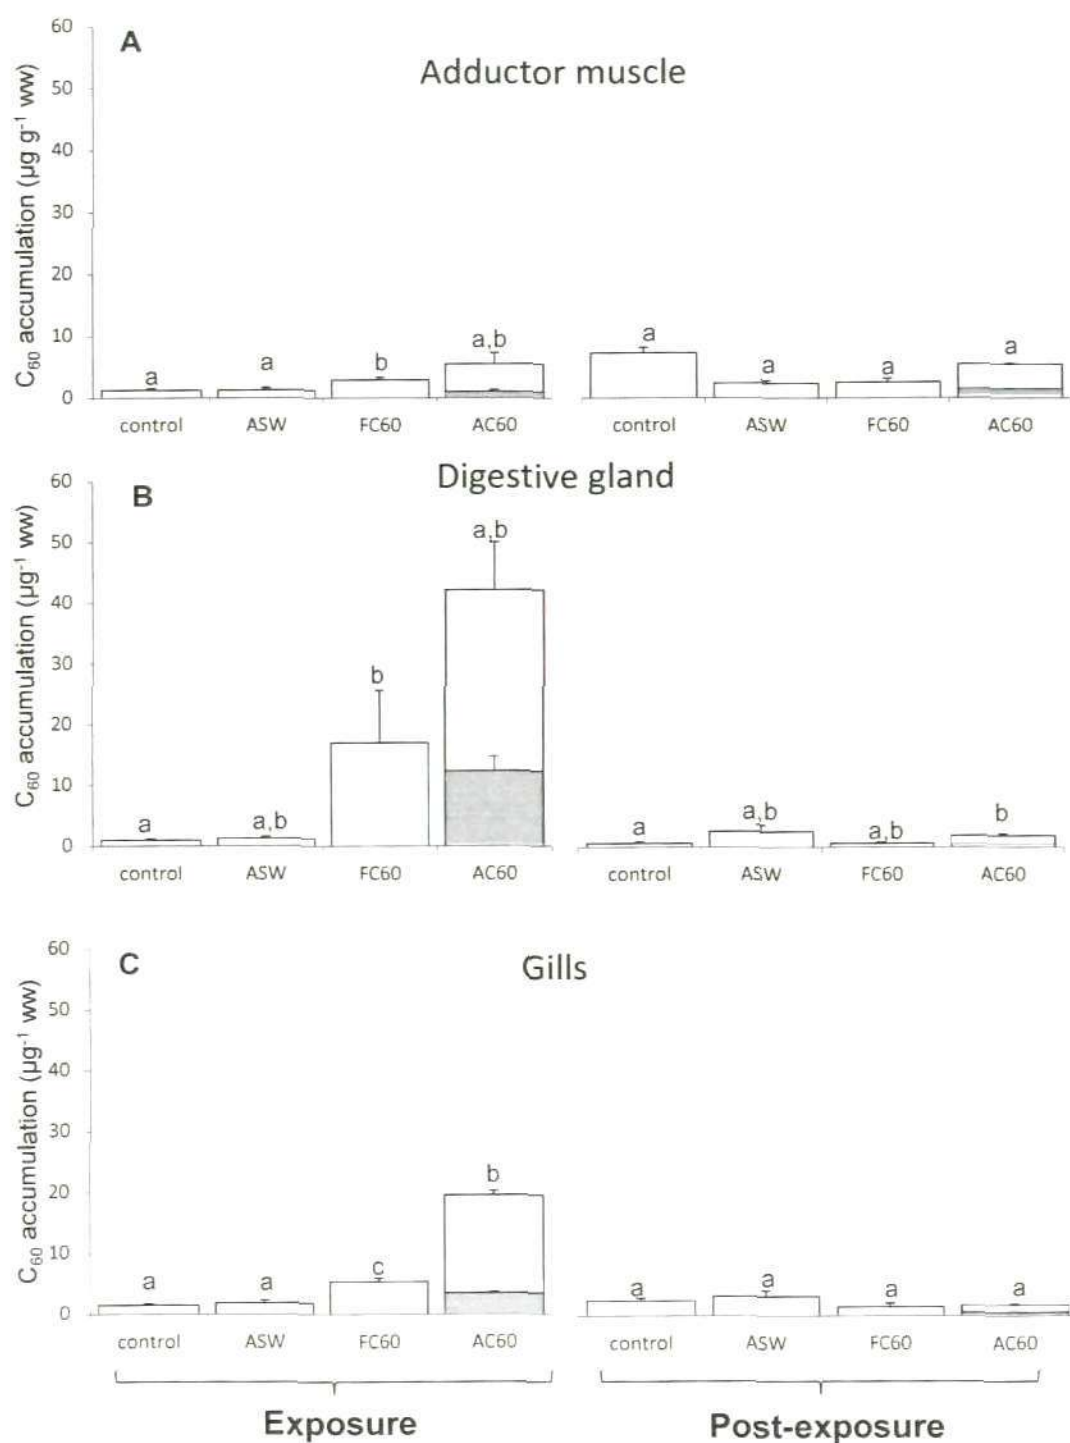 A
Adductor muscle
C₆₀ accumulation (µg g⁻¹ ww)
60
50
40
30
20
10
0
a
a
b
a,b
a
a
a
a
control ASW FC60 AC60 control ASW FC60 AC60
B
Digestive gland
C₆₀ accumulation (µg⁻¹ ww)
60
50
40
30
20
10
0
a
a,b
b
a,b
a
a,b
a,b
b
control ASW FC60 AC60 control ASW FC60 AC60
C
Gills
C₆₀ accumulation (µg⁻¹ ww)
60
50
40
30
20
10
0
a
a
c
b
a
a
a
a
control ASW FC60 AC60 control ASW FC60 AC60
Exposure Post-exposure